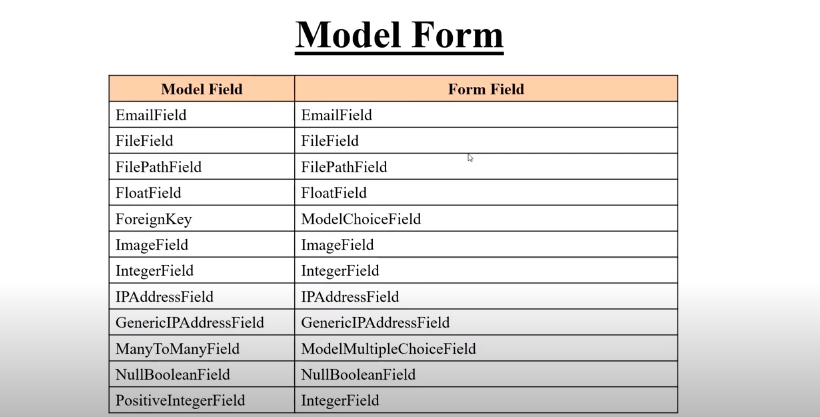 Model Form
Model Field Form Field
EmailField EmailField
FileField FileField
FilePathField FilePathField
FloatField FloatField
ForeignKey ModelChoiceField
ImageField ImageField
IntegerField IntegerField
IPAddressField IPAddressField
GenericIPAddressField GenericIPAddressField
ManyToManyField ModelMultipleChoiceField
NullBooleanField NullBooleanField
PositiveIntegerField IntegerField